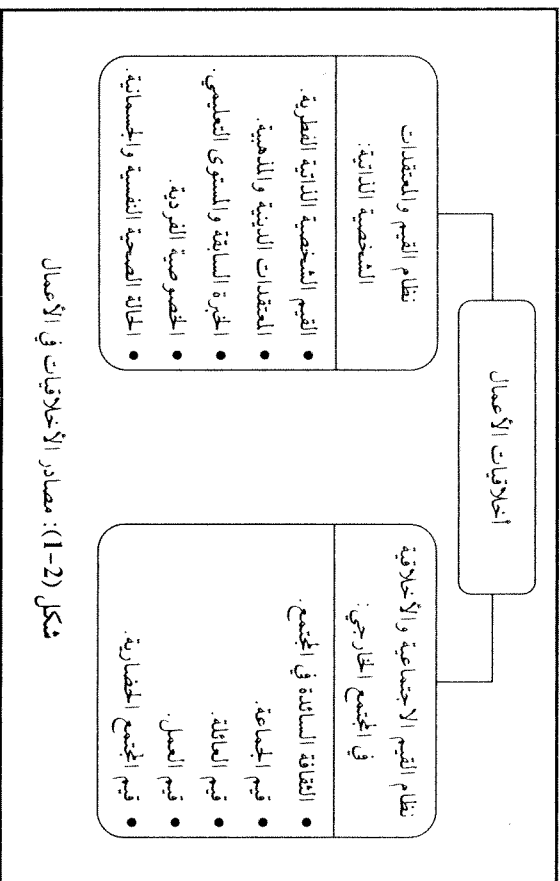 أخلاقيات الأعمال
نظام القيم الاجتماعية والأخلاقية
في المجتمع الخارجي:
الثقافة السائدة في المجتمع.
قيم الجماعة.
قيم العائلة.
قيم العمل.
قيم المجتمع الحضارية.
نظام القيم والمعتقدات
الشخصية الذاتية:
القيم الشخصية الذاتية الفطرية.
المعتقدات الدينية والمذهبية.
الخبرة السابقة والمستوى التعليمي.
الخصوصية الفردية.
الحالة الصحية النفسية والجسمانية.
شكل (2-1): مصادر الأخلاقيات في الأعمال